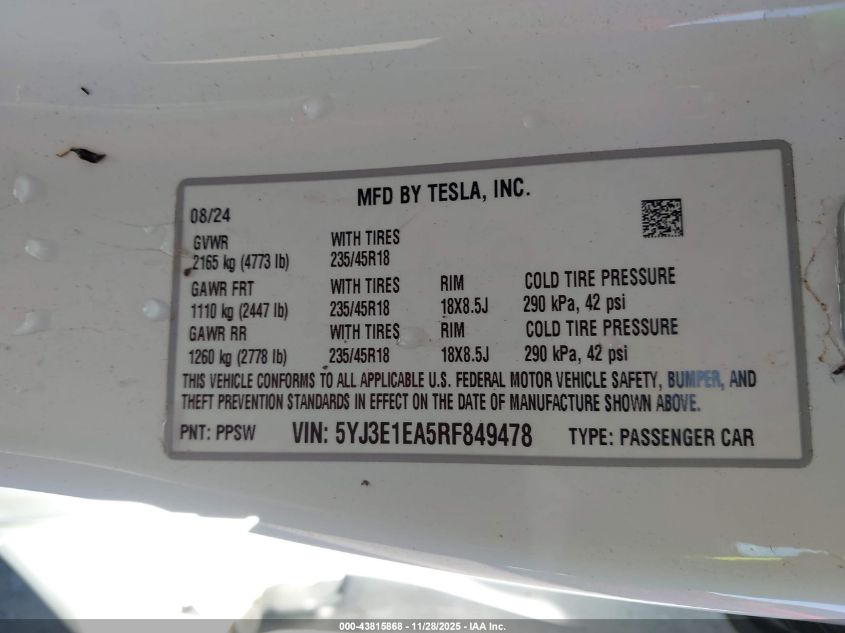 MFD BY TESLA, INC.
08/24
GVWR WITH TIRES
2165 kg (4773 lb) 235/45R18
GAWR FRT WITH TIRES RIM COLD TIRE PRESSURE
1110 kg (2447 lb) 235/45R18 18X8.5J 290 kPa, 42 psi
GAWR RR WITH TIRES RIM COLD TIRE PRESSURE
1260 kg (2778 lb) 235/45R18 18X8.5J 290 kPa, 42 psi
THIS VEHICLE CONFORMS TO ALL APPLICABLE U.S. FEDERAL MOTOR VEHICLE SAFETY, BUMPER, AND
THEFT PREVENTION STANDARDS IN EFFECT ON THE DATE OF MANUFACTURE SHOWN ABOVE.
PNT: PPSW VIN: 5YJ3E1EA5RF849478 TYPE: PASSENGER CAR
000-43815868 - 11/28/2025 - IAA Inc.